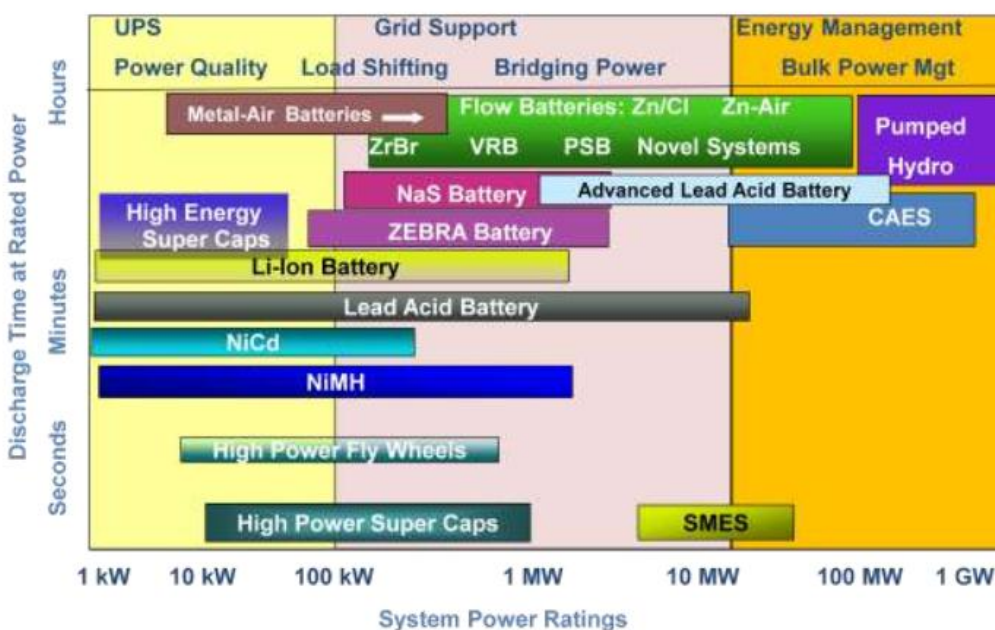 UPS Grid Support Energy Management
Power Quality Load Shifting Bridging Power Bulk Power Mgt
Discharge Time at Rated Power
Hours
Minutes
Seconds
Metal-Air Batteries
Flow Batteries: Zn/Cl Zn-Air
ZrBr VRB PSB Novel Systems
Pumped
Hydro
NaS Battery
Advanced Lead Acid Battery
High Energy
Super Caps
ZEBRA Battery
CAES
Li-Ion Battery
Lead Acid Battery
NiCd
NiMH
High Power Fly Wheels
High Power Super Caps
SMES
1 kW 10 kW 100 kW 1 MW 10 MW 100 MW 1 GW
System Power Ratings